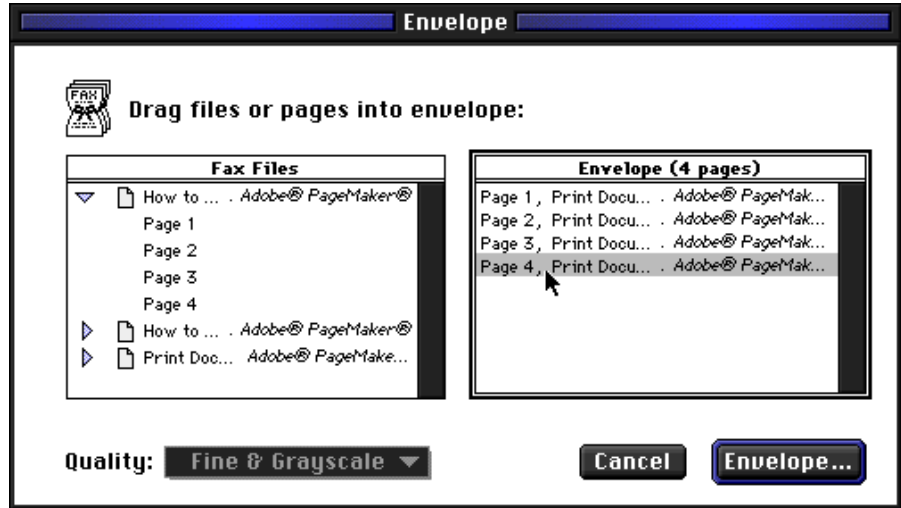 Envelope
FAX
Drag files or pages into envelope:
Fax Files
How to ... . Adobe® PageMaker®
Page 1
Page 2
Page 3
Page 4
How to ... . Adobe® PageMaker®
Print Doc... Adobe® PageMake...
Envelope (4 pages)
Page 1, Print Docu... . Adobe® PageMak...
Page 2, Print Docu... . Adobe® PageMak...
Page 3, Print Docu... . Adobe® PageMak...
Page 4, Print Docu... . Adobe® PageMak...
Quality: Fine & Grayscale
Cancel
Envelope...